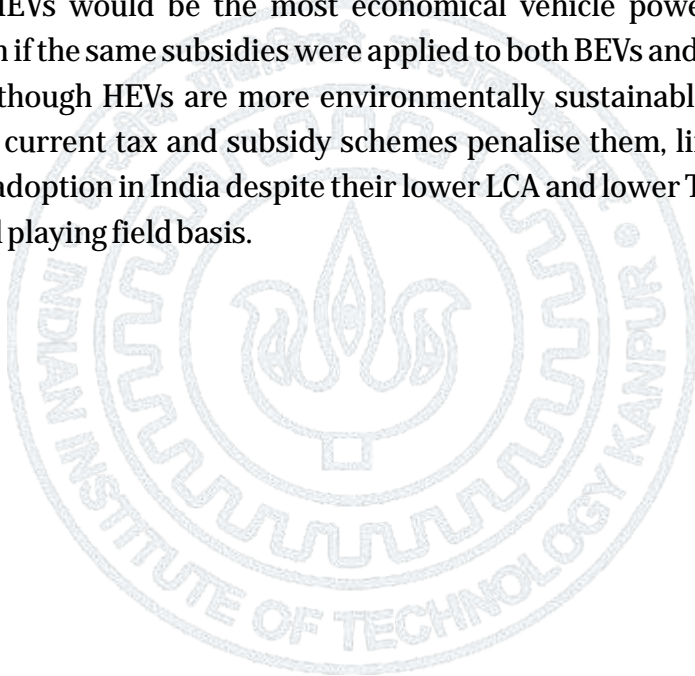 HEVs would be the most economical vehicle powe
if the same subsidies were applied to both BEVs and
though HEVs are more environmentally sustainabl
current tax and subsidy schemes penalise them, li
adoption in India despite their lower LCA and lower T
playing field basis.
INDIAN INSTITUTE OF TECHNOLOGY KANPUR